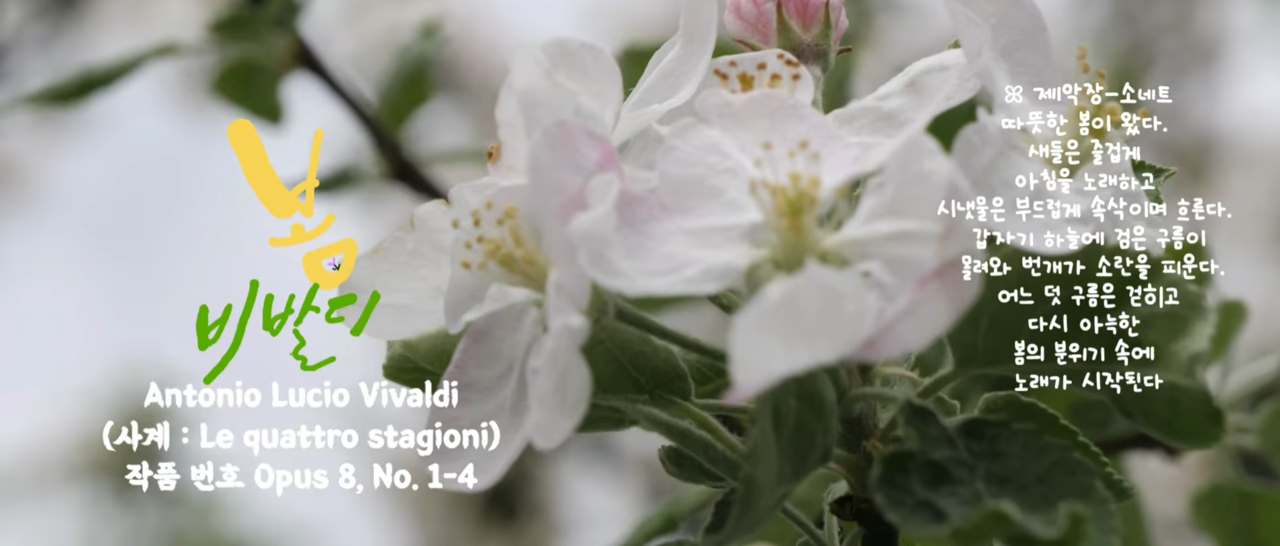 봄
비발디
Antonio Lucio Vivaldi
(사계 : Le quattro stagioni)
작품 번호 Opus 8, No. 1-4
제악장-소네트
따뜻한 봄이 왔다.
새들은 즐겁게
아침을 노래하고
시냇물은 부드럽게 속삭이며 흐른다.
갑자기 하늘에 검은 구름이
몰려와 번개가 소란을 피운다.
어느 덧 구름은 걷히고
다시 아늑한
봄의 분위기 속에
노래가 시작된다